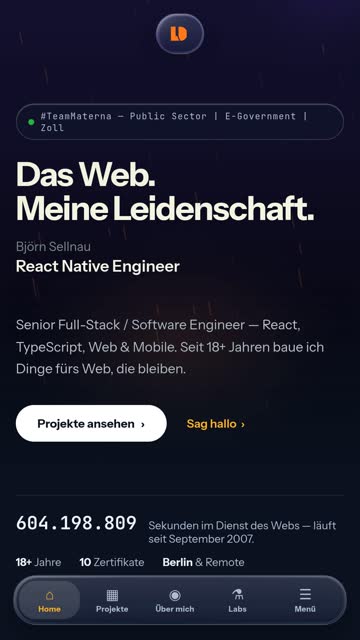 LD
#TeamMaterna — Public Sector | E-Government |
Zoll
Das Web.
Meine Leidenschaft.
Björn Sellnau
React Native Engineer
Senior Full-Stack / Software Engineer — React,
TypeScript, Web & Mobile. Seit 18+ Jahren baue ich
Dinge fürs Web, die bleiben.
Projekte ansehen ›
Sag hallo ›
604.198.809
Sekunden im Dienst des Webs — läuft
seit September 2007.
18+ Jahre
10 Zertifikate
Berlin & Remote
Home
Projekte
Über mich
Labs
Menü